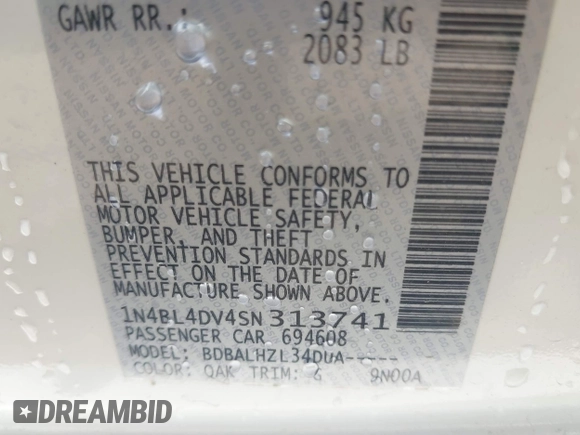 GAWR RR.: 945 KG
2083 LB
THIS VEHICLE CONFORMS TO
ALL APPLICABLE FEDERAL
MOTOR VEHICLE SAFETY,
BUMPER, AND THEFT
PREVENTION STANDARDS IN
EFFECT ON THE DATE OF
MANUFACTURE SHOWN ABOVE.
1N4BL4DV4SN313741
PASSENGER CAR 694608
MODEL: BDBALHZL34DUA-----
COLOR: QAK TRIM: G 9N00A
DREAMBID